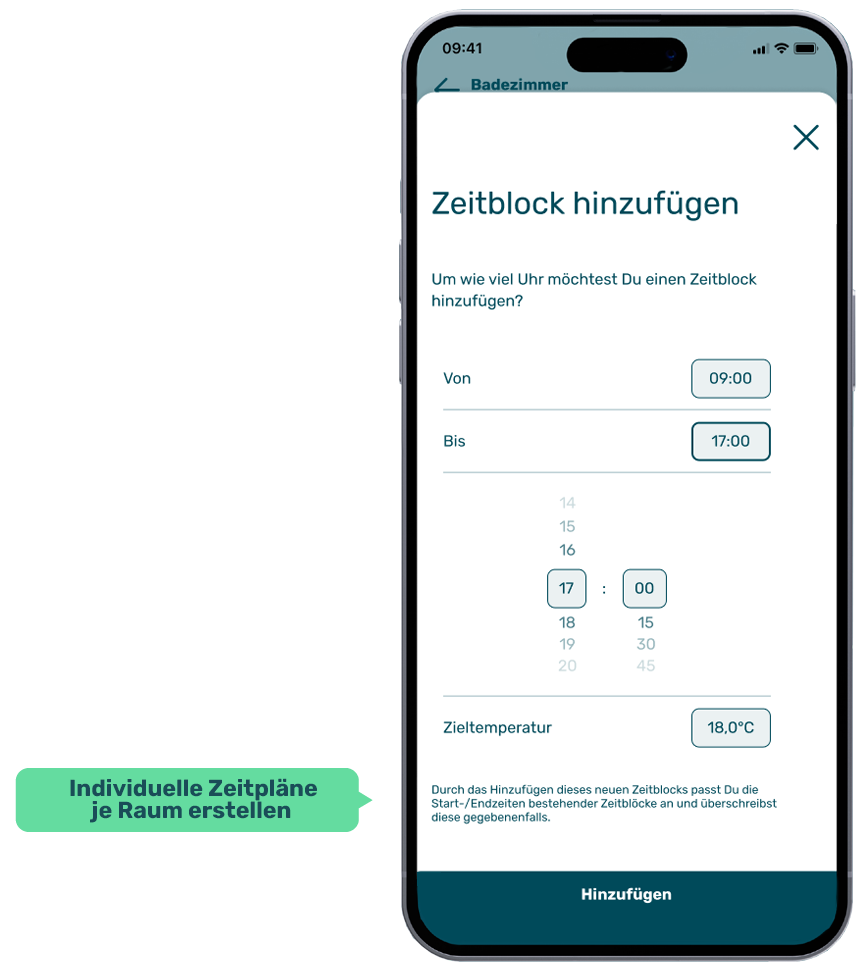 09:41
Badezimmer
Zeitblock hinzufügen
Um wie viel Uhr möchtest Du einen Zeitblock
hinzufügen?
Von 09:00
Bis 17:00
14
15
16
17 : 00
18 15
19 30
20 45
Zieltemperatur 18,0°C
Durch das Hinzufügen dieses neuen Zeitblocks passt Du die
Start-/Endzeiten bestehender Zeitblöcke an und überschreibst
diese gegebenenfalls.
Hinzufügen
Individuelle Zeitpläne
je Raum erstellen